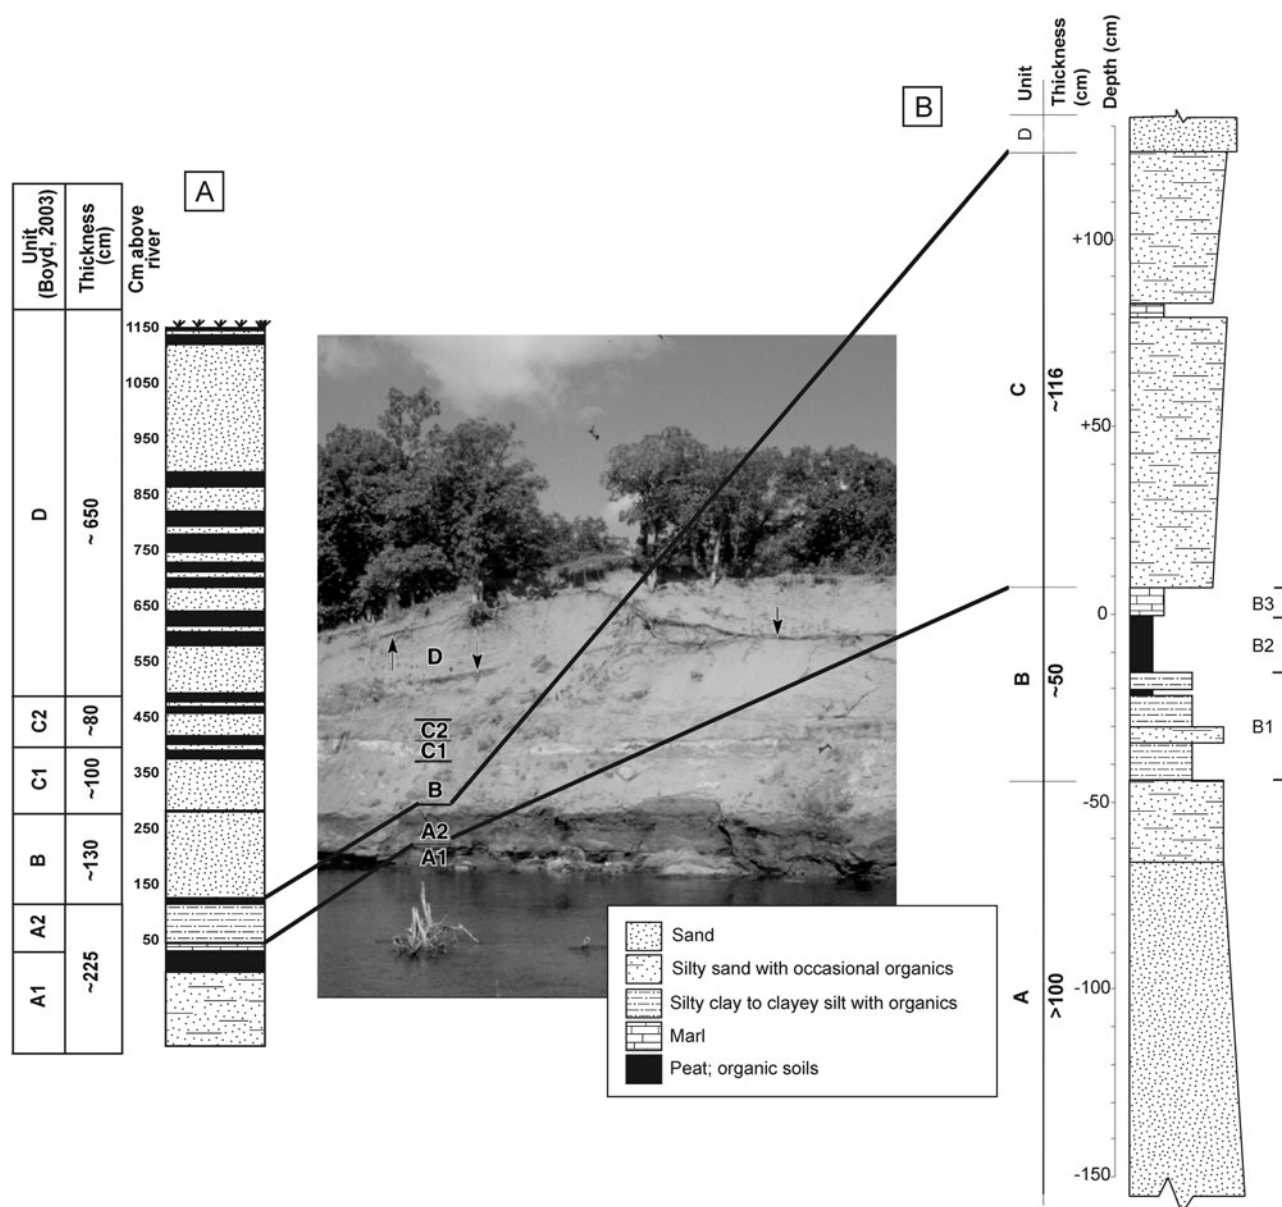 A
Unit
(Boyd, 2003)
Thickness
(cm)
Cm above
river
D
~ 650
C2
~80
C1
~100
B
~130
A2
A1
~225
1150
1050
950
850
750
650
550
450
350
250
150
50
D
C2
C1
B
A2
A1
B
Unit
Thickness
(cm)
Depth (cm)
D
C
~116
B
~50
A
>100
+100
+50
0
-50
-100
-150
B3
B2
B1
Sand
Silty sand with occasional organics
Silty clay to clayey silt with organics
Marl
Peat; organic soils